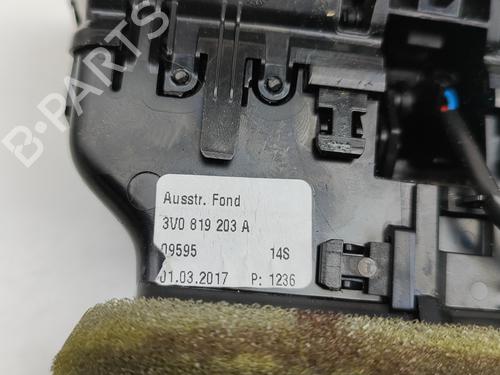 B-PARTS
Ausstr. Fond
3V0 819 203 A
09595 14S
01.03.2017 P: 1236